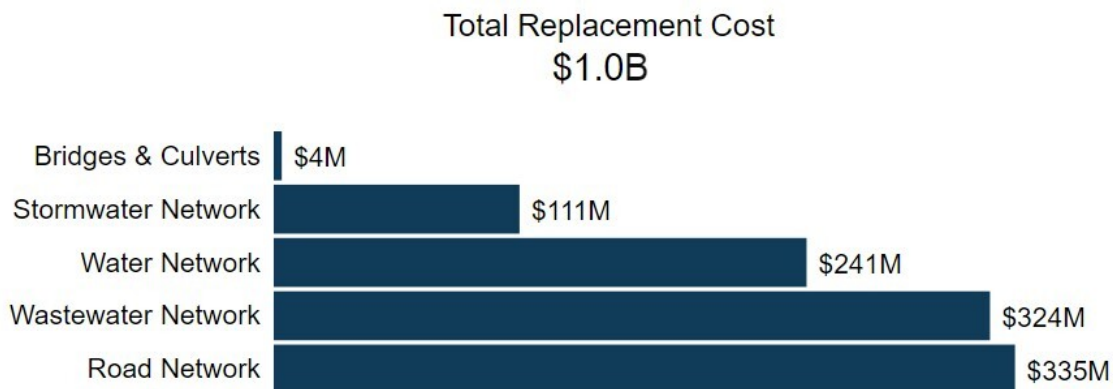 Total Replacement Cost
$1.0B
Bridges & Culverts $4M
Stormwater Network $111M
Water Network $241M
Wastewater Network $324M
Road Network $335M